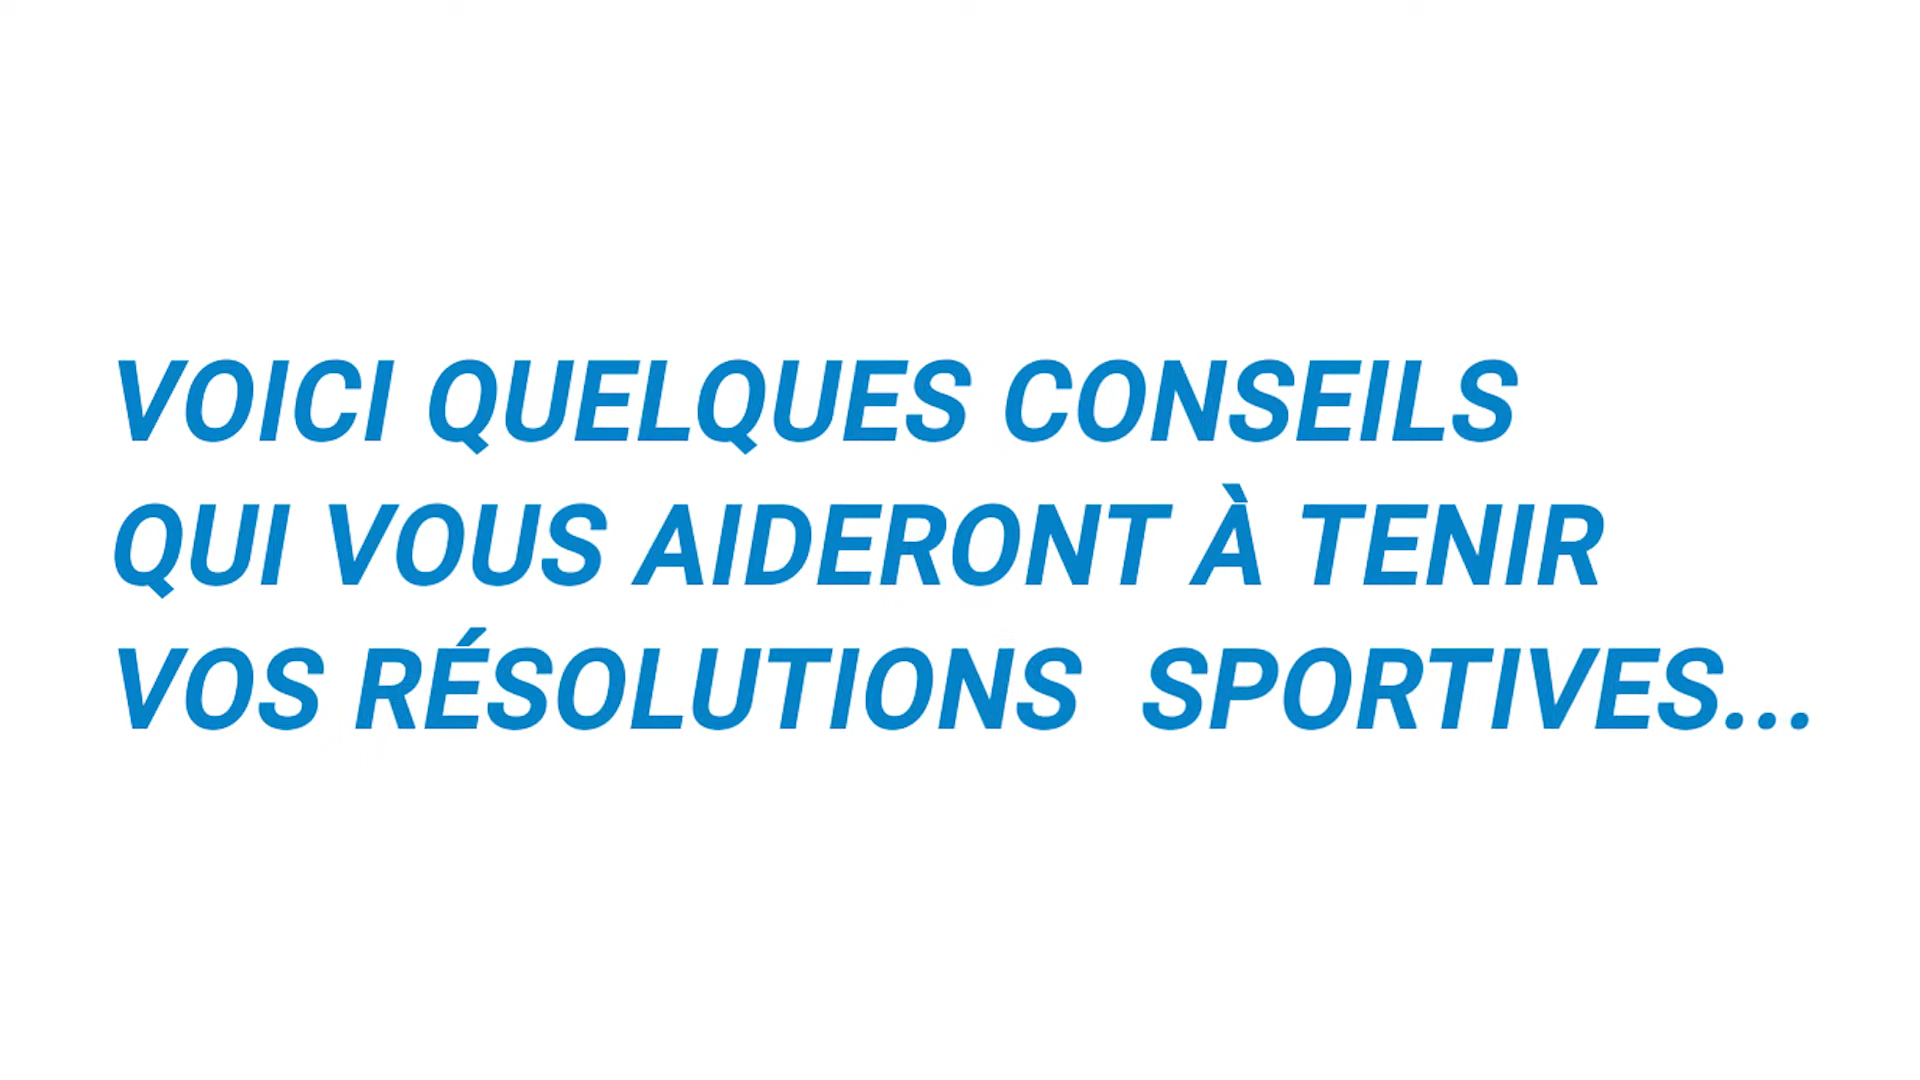 VOICI QUELQUES CONSEILS
QUI VOUS AIDERONT À TENIR
VOS RÉSOLUTIONS  SPORTIVES...